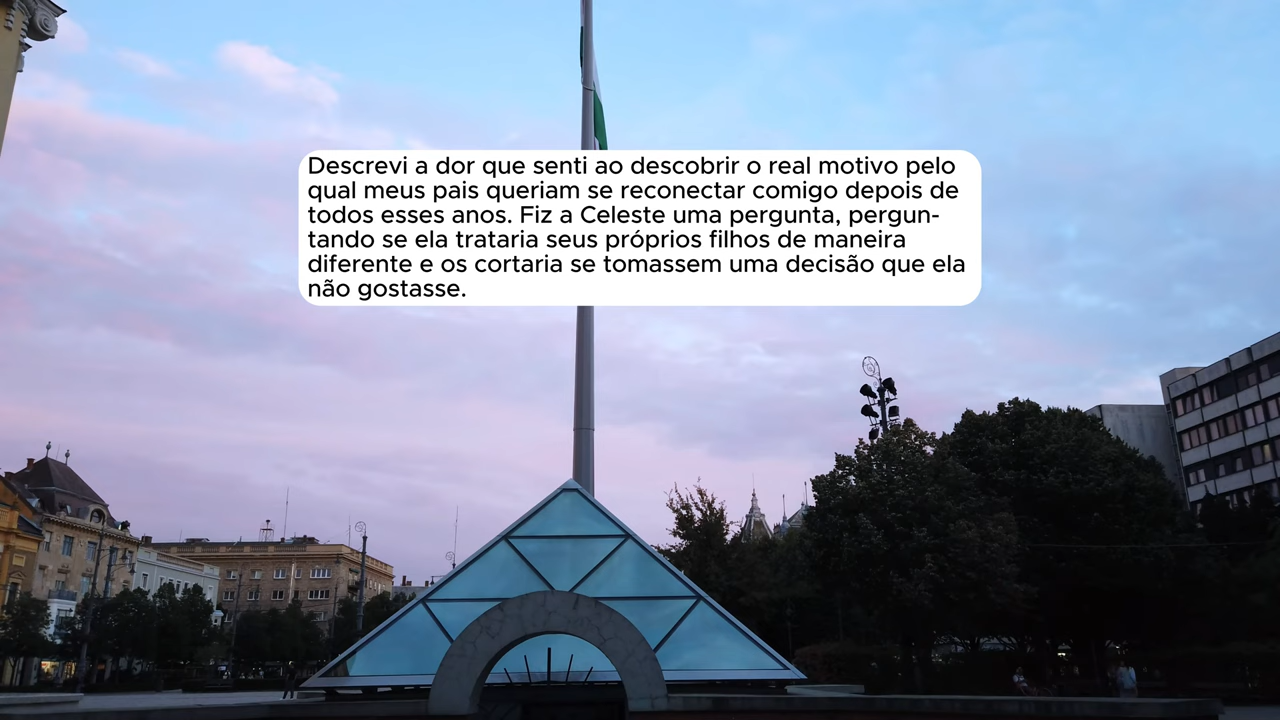 Descrevi a dor que senti ao descobrir o real motivo pelo
qual meus pais queriam se reconectar comigo depois de
todos esses anos. Fiz a Celeste uma pergunta, pergun-
tando se ela trataria seus próprios filhos de maneira
diferente e os cortaria se tomassem uma decisão que ela
não gostasse.